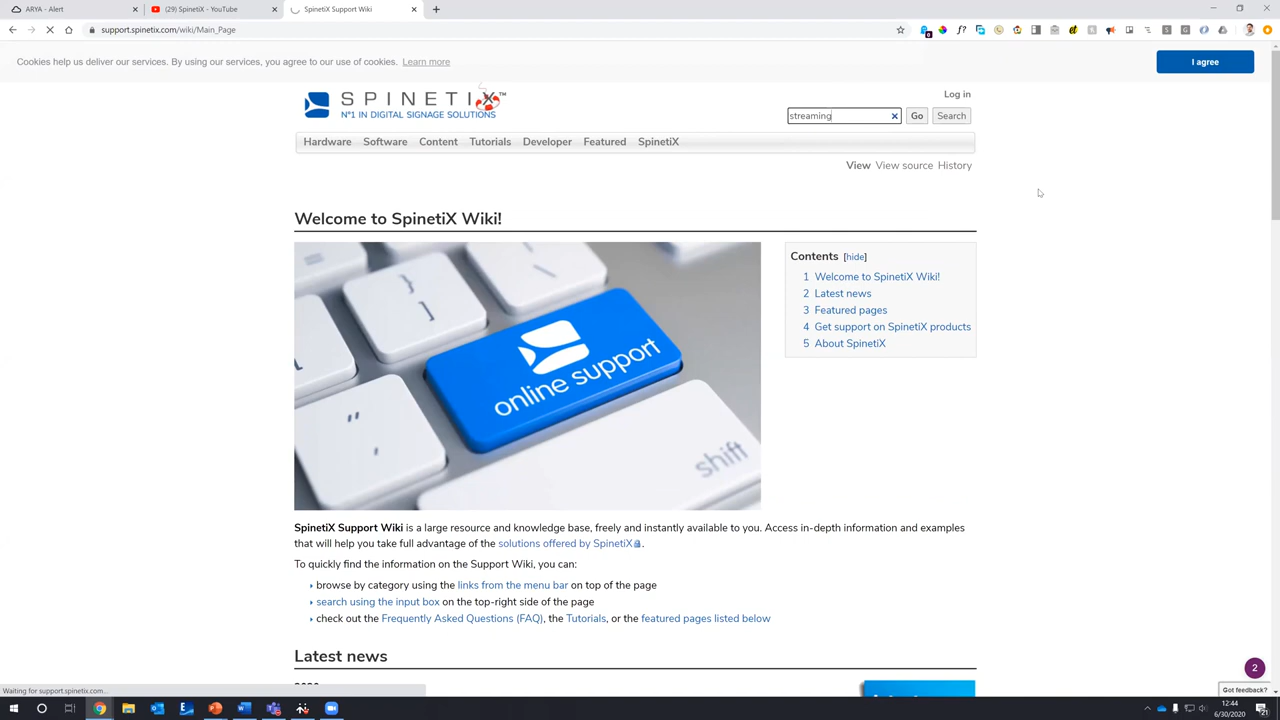 ARYA - Alert
(29) SpinetiX - YouTube
SpinetiX Support Wiki
support.spinetix.com/wiki/Main_Page
Cookies help us deliver our services. By using our services, you agree to our use of cookies. Learn more
I agree
SPINETIX
N°1 IN DIGITAL SIGNAGE SOLUTIONS
Log in
streaming
Go
Search
Hardware Software Content Tutorials Developer Featured SpinetiX
View View source History
Welcome to SpinetiX Wiki!
Contents [hide]
1 Welcome to SpinetiX Wiki!
2 Latest news
3 Featured pages
4 Get support on SpinetiX products
5 About SpinetiX
online support
shift
SpinetiX Support Wiki is a large resource and knowledge base, freely and instantly available to you. Access in-depth information and examples
that will help you take full advantage of the solutions offered by SpinetiX.
To quickly find the information on the Support Wiki, you can:
browse by category using the links from the menu bar on top of the page
search using the input box on the top-right side of the page
check out the Frequently Asked Questions (FAQ), the Tutorials, or the featured pages listed below
Latest news
2
Got feedback?
Waiting for support.spinetix.com...
12:44
6/30/2020
21